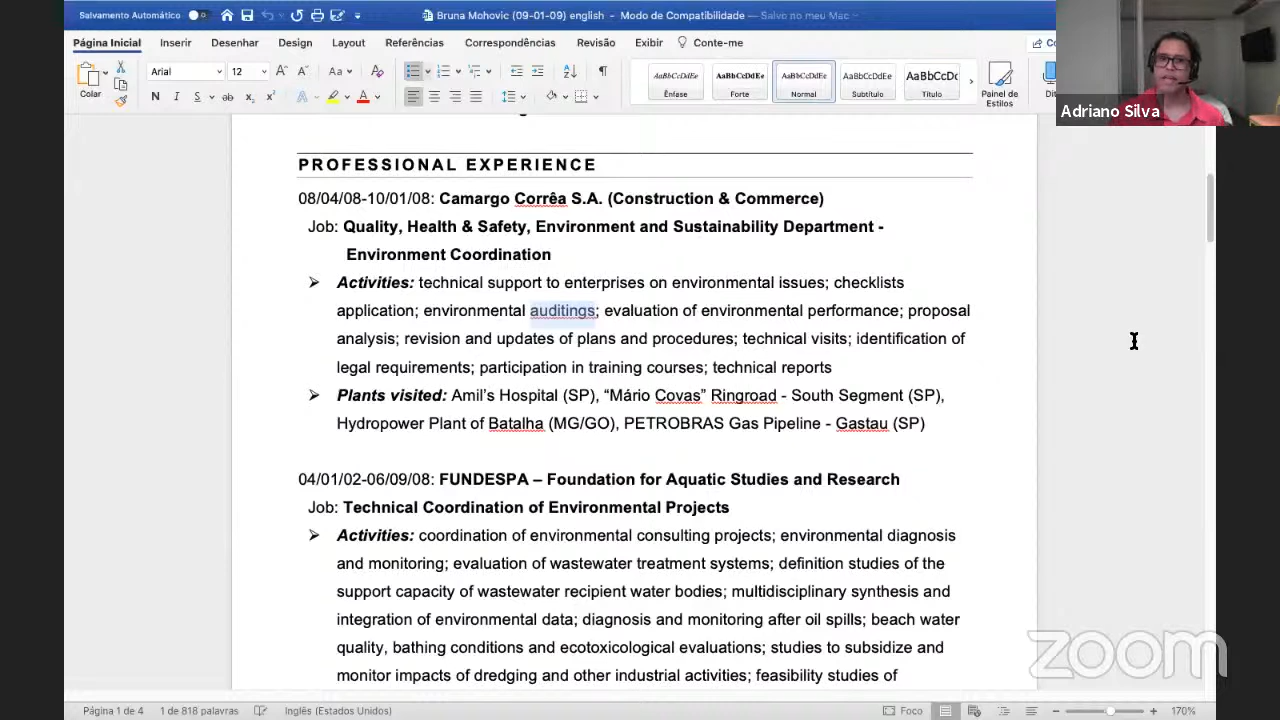 Salvamento Automático
Bruna Mohovic (09-01-09) english - Modo de Compatibilidade — Salvo no meu Mac
Página Inicial Inserir Desenhar Design Layout Referências Correspondências Revisão Exibir Conte-me Co
Colar Arial 12 Aa N I S ab x₂ x² A A
AaBbCcDdEe AaBbCcDdEe AaBbCcDdEe AaBbCcDdEe AaBbCcDc
Ênfase Forte Normal Subtítulo Título Painel de Estilos Dit
Adriano Silva
PROFESSIONAL EXPERIENCE
08/04/08-10/01/08: Camargo Corrêa S.A. (Construction & Commerce)
Job: Quality, Health & Safety, Environment and Sustainability Department -
Environment Coordination
➢ Activities: technical support to enterprises on environmental issues; checklists
application; environmental auditings; evaluation of environmental performance; proposal
analysis; revision and updates of plans and procedures; technical visits; identification of
legal requirements; participation in training courses; technical reports
➢ Plants visited: Amil’s Hospital (SP), “Mário Covas” Ringroad - South Segment (SP),
Hydropower Plant of Batalha (MG/GO), PETROBRAS Gas Pipeline - Gastau (SP)
04/01/02-06/09/08: FUNDESPA – Foundation for Aquatic Studies and Research
Job: Technical Coordination of Environmental Projects
➢ Activities: coordination of environmental consulting projects; environmental diagnosis
and monitoring; evaluation of wastewater treatment systems; definition studies of the
support capacity of wastewater recipient water bodies; multidisciplinary synthesis and
integration of environmental data; diagnosis and monitoring after oil spills; beach water
quality, bathing conditions and ecotoxicological evaluations; studies to subsidize and
monitor impacts of dredging and other industrial activities; feasibility studies of
zoom
Página 1 de 4 1 de 818 palavras Inglês (Estados Unidos) Foco 170%